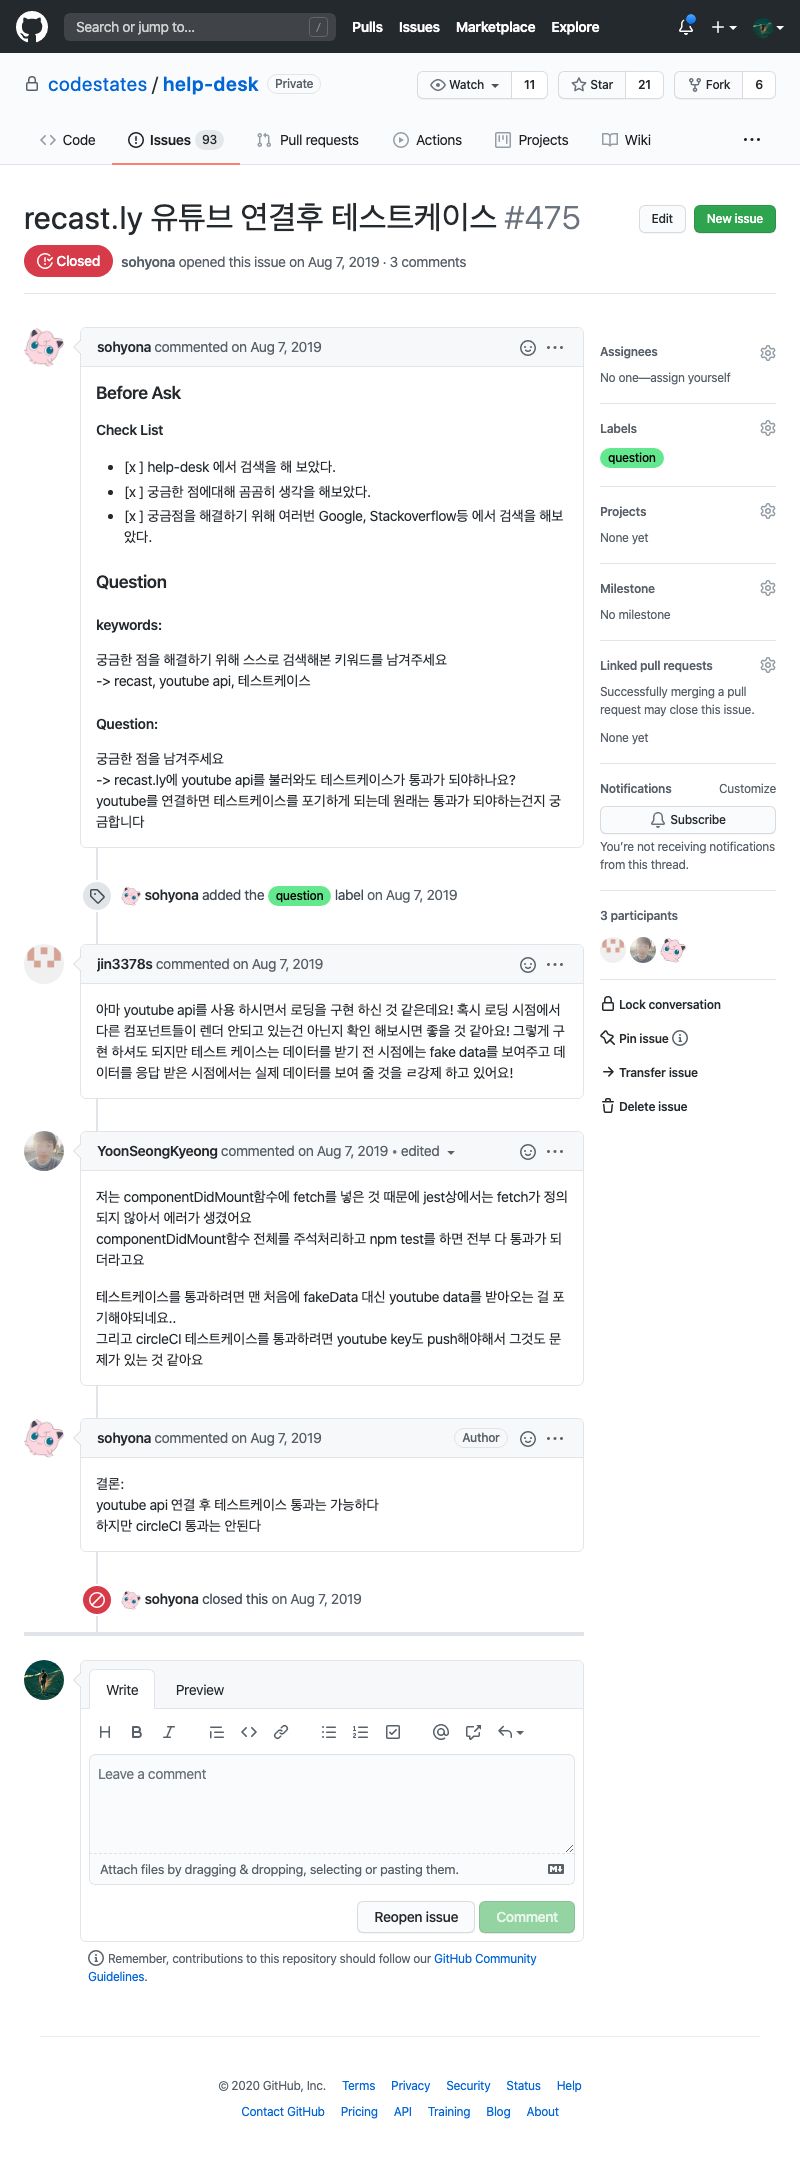 Search or jump to... /
Pulls Issues Marketplace Explore
codestates / help-desk Private
Watch 11 Star 21 Fork 6
Code Issues 93 Pull requests Actions Projects Wiki ...
recast.ly 유튜브 연결후 테스트케이스 #475
Edit New issue
Closed sohyona opened this issue on Aug 7, 2019 · 3 comments
sohyona commented on Aug 7, 2019
Before Ask
Check List
• [x ] help-desk 에서 검색을 해 보았다.
• [x ] 궁금한 점에대해 곰곰히 생각을 해보았다.
• [x ] 궁금점을 해결하기 위해 여러번 Google, Stackoverflow등 에서 검색을 해보
았다.
Question
keywords:
궁금한 점을 해결하기 위해 스스로 검색해본 키워드를 남겨주세요
-> recast, youtube api, 테스트케이스
Question:
궁금한 점을 남겨주세요
-> recast.ly에 youtube api를 불러와도 테스트케이스가 통과가 되야하나요?
youtube를 연결하면 테스트케이스를 포기하게 되는데 원래는 통과가 되야하는건지 궁
금합니다
sohyona added the question label on Aug 7, 2019
jin3378s commented on Aug 7, 2019
아마 youtube api를 사용 하시면서 로딩을 구현 하신 것 같은데요! 혹시 로딩 시점에서
다른 컴포넌트들이 렌더 안되고 있는건 아닌지 확인 해보시면 좋을 것 같아요! 그렇게 구
현 하셔도 되지만 테스트 케이스는 데이터를 받기 전 시점에는 fake data를 보여주고 데
이터를 응답 받은 시점에서는 실제 데이터를 보여 줄 것을 ㄹ강제 하고 있어요!
YoonSeongKyeong commented on Aug 7, 2019 • edited
저는 componentDidMount함수에 fetch를 넣은 것 때문에 jest상에서는 fetch가 정의
되지 않아서 에러가 생겼어요
componentDidMount함수 전체를 주석처리하고 npm test를 하면 전부 다 통과가 되
더라고요
테스트케이스를 통과하려면 맨 처음에 fakeData 대신 youtube data를 받아오는 걸 포
기해야되네요..
그리고 circleCI 테스트케이스를 통과하려면 youtube key도 push해야해서 그것도 문
제가 있는 것 같아요
sohyona commented on Aug 7, 2019 Author
결론:
youtube api 연결 후 테스트케이스 통과는 가능하다
하지만 circleCI 통과는 안된다
sohyona closed this on Aug 7, 2019
Write Preview
Leave a comment
Attach files by dragging & dropping, selecting or pasting them.
Reopen issue Comment
Remember, contributions to this repository should follow our GitHub Community
Guidelines.
Assignees
No one—assign yourself
Labels
question
Projects
None yet
Milestone
No milestone
Linked pull requests
Successfully merging a pull
request may close this issue.
None yet
Notifications Customize
Subscribe
You're not receiving notifications
from this thread.
3 participants
Lock conversation
Pin issue
Transfer issue
Delete issue
© 2020 GitHub, Inc. Terms Privacy Security Status Help
Contact GitHub Pricing API Training Blog About